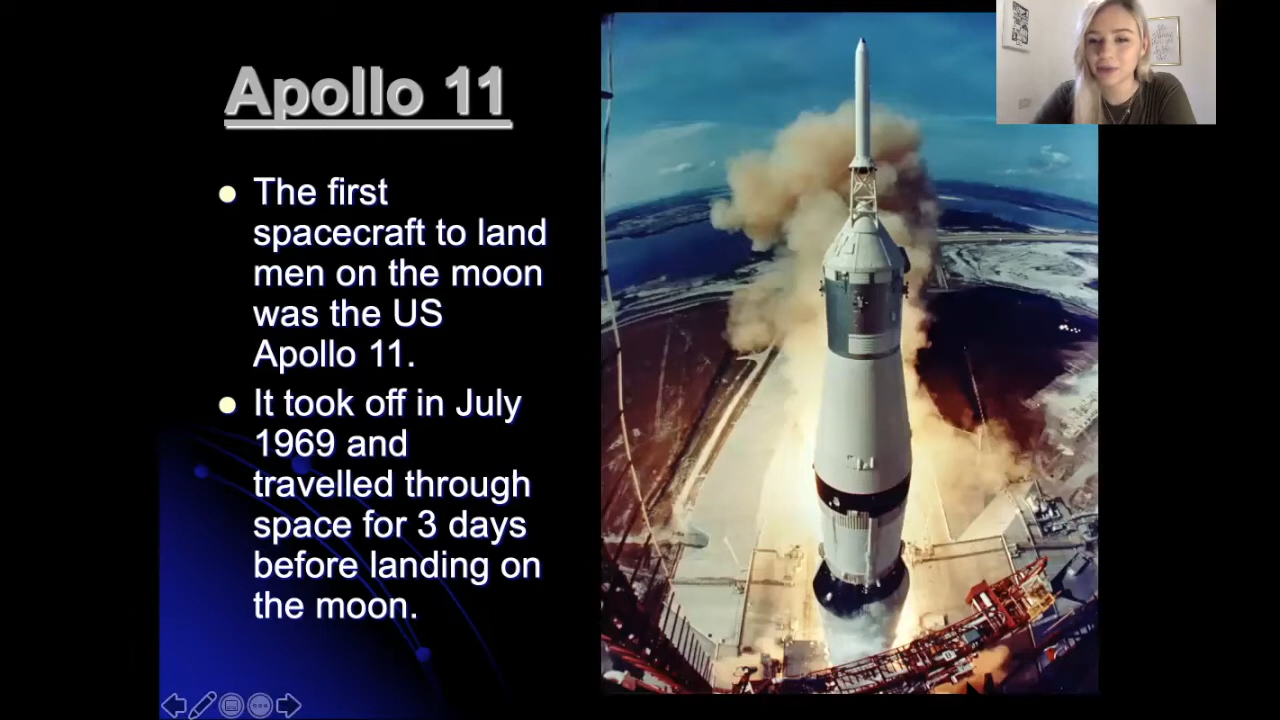 Apollo 11
The first
spacecraft to land
men on the moon
was the US
Apollo 11.
It took off in July
1969 and
travelled through
space for 3 days
before landing on
the moon.